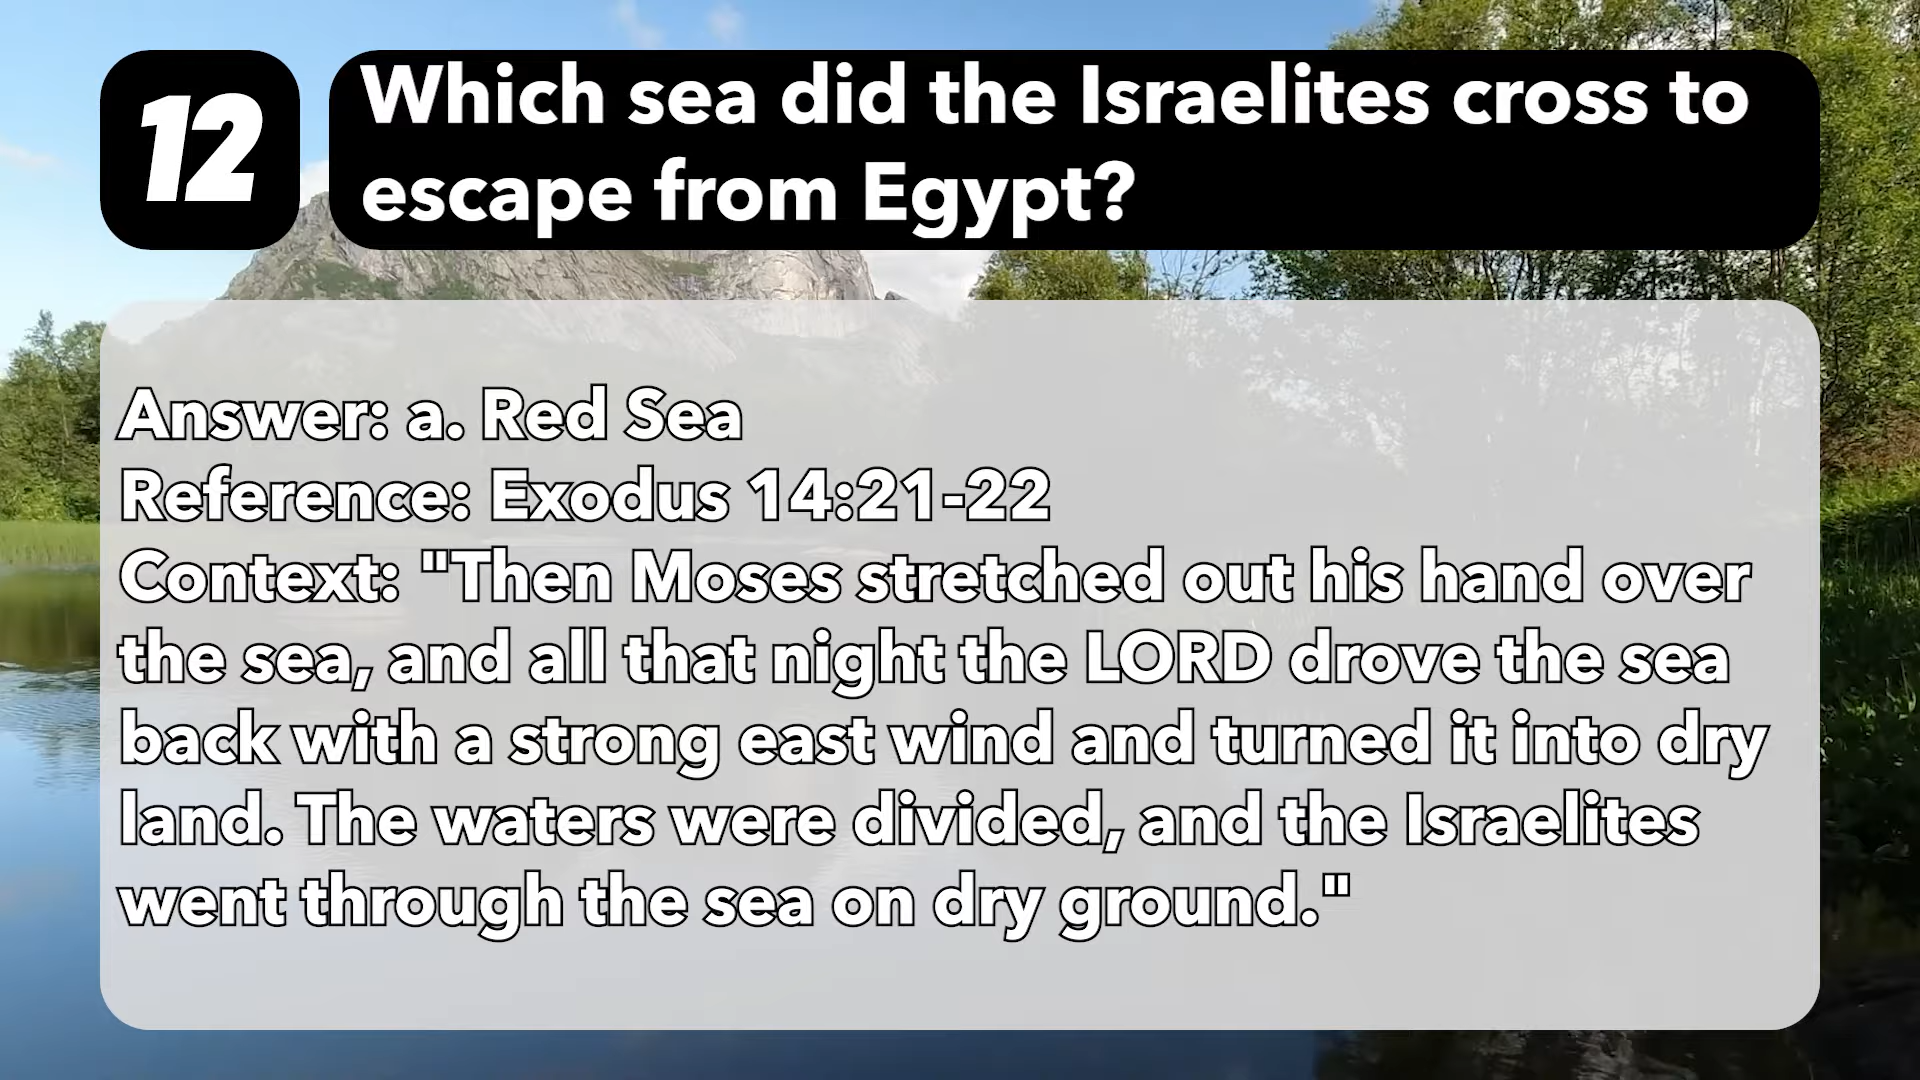 12
Which sea did the Israelites cross to
escape from Egypt?
Answer: a. Red Sea
Reference: Exodus 14:21-22
Context: "Then Moses stretched out his hand over
the sea, and all that night the LORD drove the sea
back with a strong east wind and turned it into dry
land. The waters were divided, and the Israelites
went through the sea on dry ground."